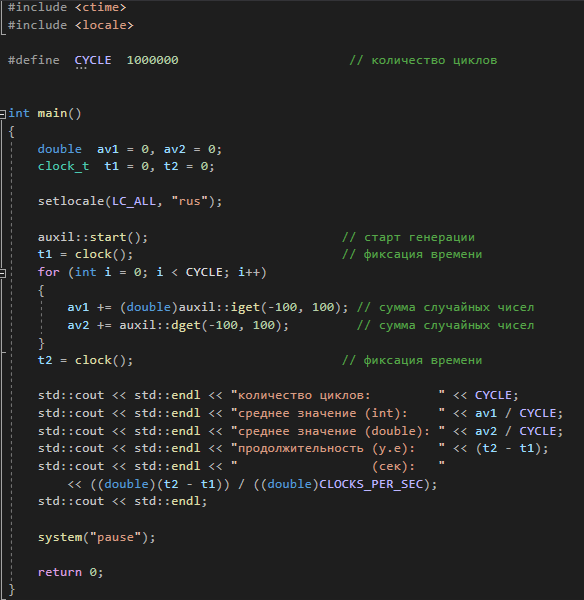 #include <ctime>
#include <locale>
#define  CYCLE  1000000                       // количество циклов
int main()
{
    double  av1 = 0, av2 = 0;
    clock_t  t1 = 0, t2 = 0;
    setlocale(LC_ALL, "rus");
    auxil::start();                          // старт генерации
    t1 = clock();                            // фиксация времени
    for (int i = 0; i < CYCLE; i++)
    {
        av1 += (double)auxil::iget(-100, 100); // сумма случайных чисел
        av2 += auxil::dget(-100, 100);         // сумма случайных чисел
    }
    t2 = clock();                            // фиксация времени
    std::cout << std::endl << "количество циклов:         " << CYCLE;
    std::cout << std::endl << "среднее значение (int):    " << av1 / CYCLE;
    std::cout << std::endl << "среднее значение (double): " << av2 / CYCLE;
    std::cout << std::endl << "продолжительность (у.е):   " << (t2 - t1);
    std::cout << std::endl << "                  (сек):   "
        << ((double)(t2 - t1)) / ((double)CLOCKS_PER_SEC);
    std::cout << std::endl;
    system("pause");
    return 0;
}